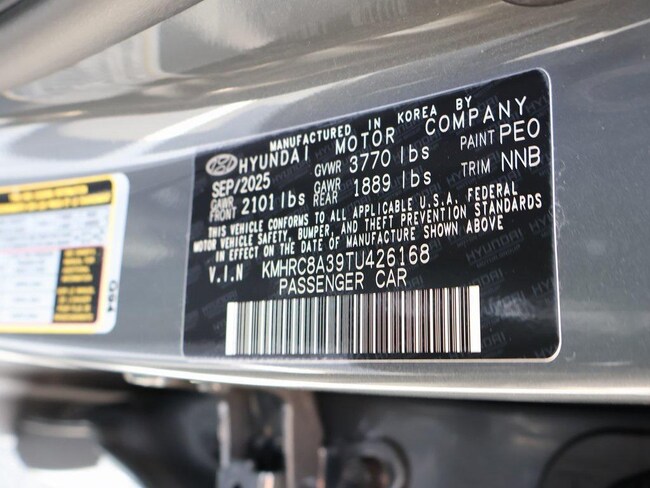 MANUFACTURED IN KOREA BY
HYUNDAI MOTOR COMPANY
SEP/2025 GVWR 3770 lbs PAINT PEO
GAWR FRONT 2101 lbs GAWR REAR 1889 lbs TRIM NNB
THIS VEHICLE CONFORMS TO ALL APPLICABLE U.S.A. FEDERAL
MOTOR VEHICLE SAFETY, BUMPER, AND THEFT PREVENTION STANDARDS
IN EFFECT ON THE DATE OF MANUFACTURE SHOWN ABOVE
V.I.N KMHRC8A39TU426168
PASSENGER CAR